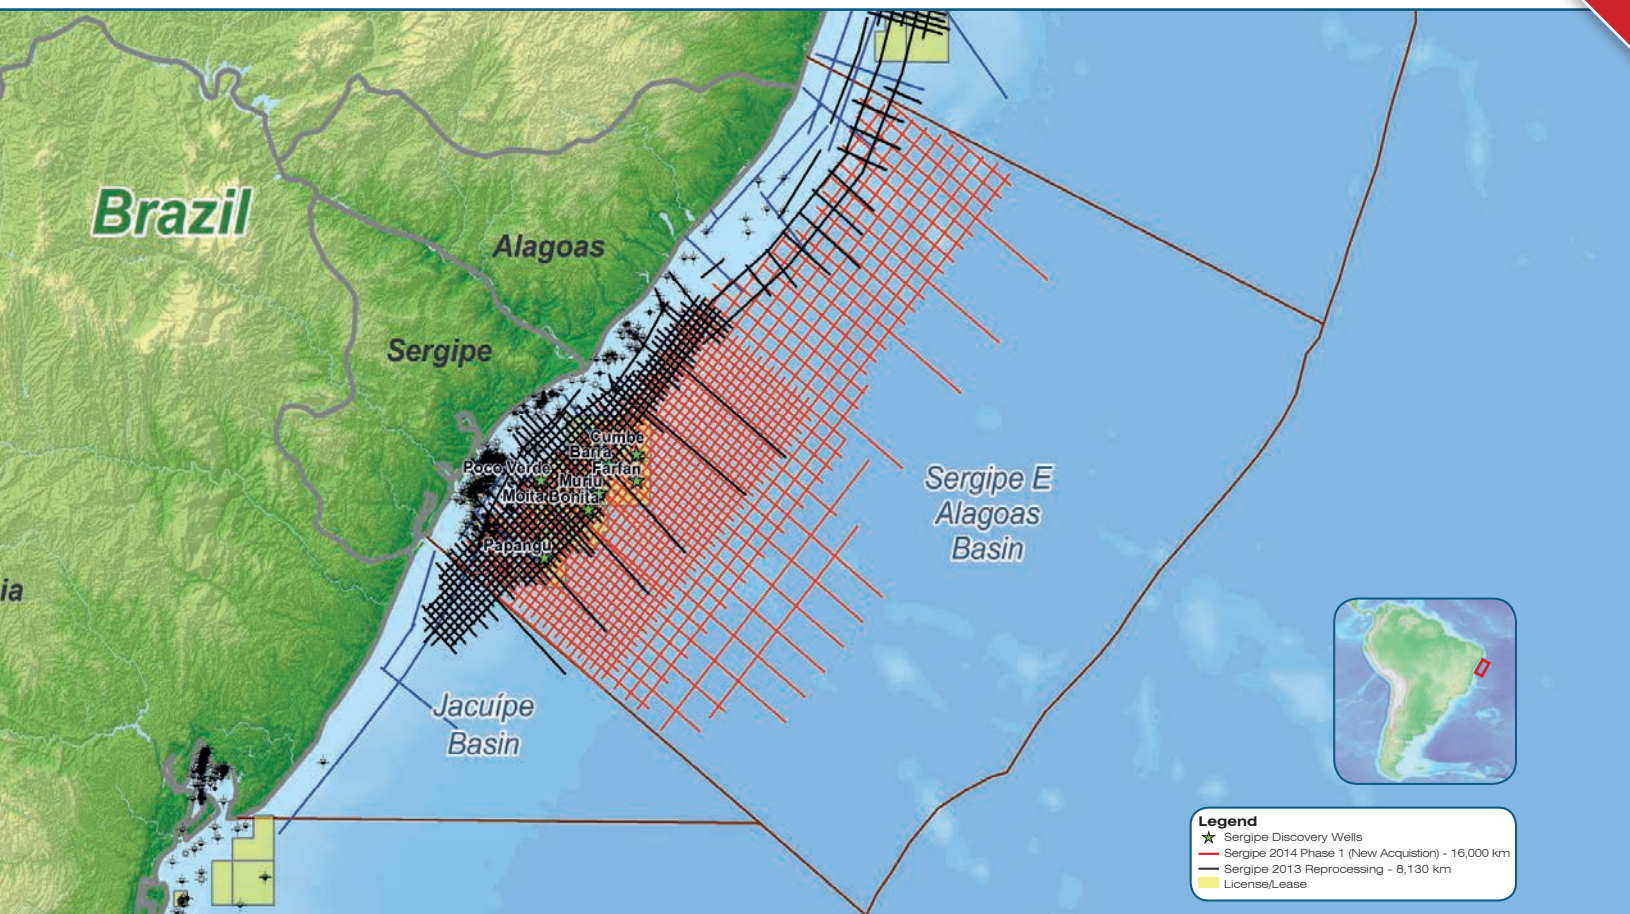 Brazil
Alagoas
Sergipe
Cumbe
Barra
Poco Verde
Farfan
Muriu
Moita Bonita
Papangu
Sergipe E
Alagoas
Basin
ia
Jacuípe
Basin
Legend
Sergipe Discovery Wells
Sergipe 2014 Phase 1 (New Acquistion) - 16,000 km
Sergipe 2013 Reprocessing - 8,130 km
License/Lease